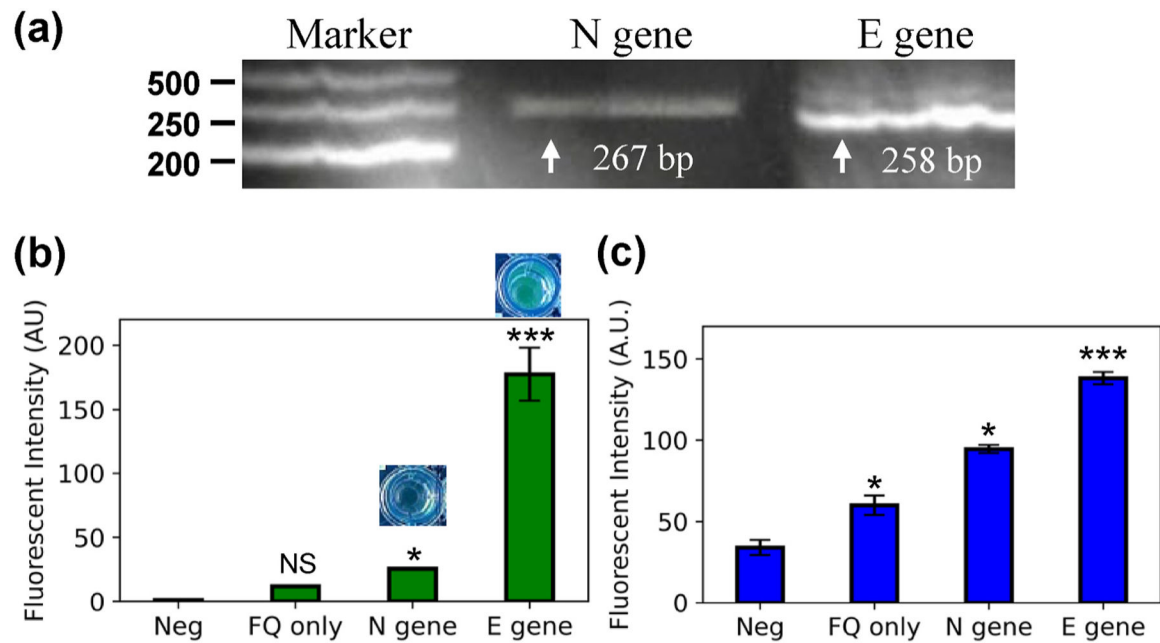 (a)
Marker N gene E gene
500
250
200
267 bp 258 bp
(b)
Fluorescent Intensity (AU)
200
150
100
50
0
NS
*
***
Neg FQ only N gene E gene
(c)
Fluorescent Intensity (A.U.)
150
100
50
0
*
*
***
Neg FQ only N gene E gene